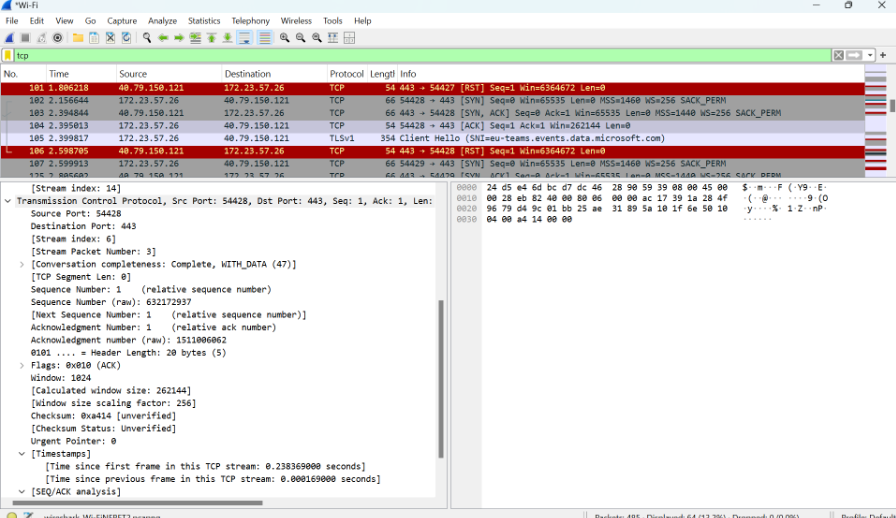 *Wi-Fi
File Edit View Go Capture Analyze Statistics Telephony Wireless Tools Help
tcp
No. Time Source Destination Protocol Lengtl Info
101 1.806218 40.79.150.121 172.23.57.26 TCP 54 443 → 54427 [RST] Seq=1 Win=6364672 Len=0
102 2.156644 172.23.57.26 40.79.150.121 TCP 66 54428 → 443 [SYN] Seq=0 Win=65535 Len=0 MSS=1460 WS=256 SACK_PERM
103 2.394844 40.79.150.121 172.23.57.26 TCP 66 443 → 54428 [SYN, ACK] Seq=0 Ack=1 Win=65535 Len=0 MSS=1440 WS=256 SACK_PERM
104 2.395013 172.23.57.26 40.79.150.121 TCP 54 54428 → 443 [ACK] Seq=1 Ack=1 Win=262144 Len=0
105 2.399817 172.23.57.26 40.79.150.121 TLSv1 354 Client Hello (SNI=eu-teams.events.data.microsoft.com)
106 2.598705 40.79.150.121 172.23.57.26 TCP 54 443 → 54428 [RST] Seq=1 Win=6364672 Len=0
107 2.599913 172.23.57.26 40.79.150.121 TCP 66 54429 → 443 [SYN] Seq=0 Win=65535 Len=0 MSS=1460 WS=256 SACK_PERM
125 2.805602 40.79.150.121 172.23.57.26 TCP 66 443 → 54429 [SYN, ACK] Seq=0 Ack=1 Win=65535 Len=0 MSS=1440 WS=256 SACK_PERM
[Stream index: 14]
Transmission Control Protocol, Src Port: 54428, Dst Port: 443, Seq: 1, Ack: 1, Len:
Source Port: 54428
Destination Port: 443
[Stream index: 6]
[Stream Packet Number: 3]
[Conversation completeness: Complete, WITH_DATA (47)]
[TCP Segment Len: 0]
Sequence Number: 1 (relative sequence number)
Sequence Number (raw): 632172937
[Next Sequence Number: 1 (relative sequence number)]
Acknowledgment Number: 1 (relative ack number)
Acknowledgment number (raw): 1511006062
0101 .... = Header Length: 20 bytes (5)
Flags: 0x010 (ACK)
Window: 1024
[Calculated window size: 262144]
[Window size scaling factor: 256]
Checksum: 0xa414 [unverified]
[Checksum Status: Unverified]
Urgent Pointer: 0
[Timestamps]
[Time since first frame in this TCP stream: 0.238369000 seconds]
[Time since previous frame in this TCP stream: 0.000169000 seconds]
[SEQ/ACK analysis]
0000 24 d5 e4 6d bc d7 dc 46 28 90 59 39 08 00 45 00 $··m···F (·Y9··E·
0010 00 28 eb 82 40 00 80 06 00 00 ac 17 39 1a 28 4f ·(··@··· ····9·(O
0020 96 79 d4 9c 01 bb 25 ae 31 89 5a 10 1f 6e 50 10 ·y····%· 1·Z··nP·
0030 04 00 a4 14 00 00 ······
Packets: 485 · Displayed: 64 (13.2%) · Dropped: 0 (0.0%)
Profile: Default